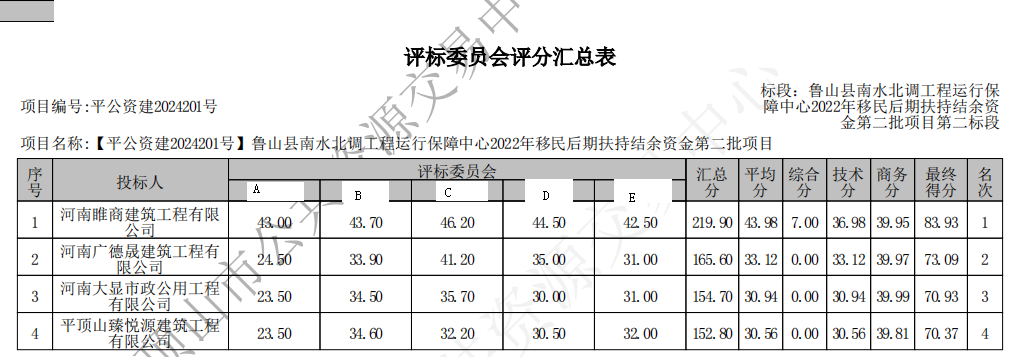 评标委员会评分汇总表
项目编号:平公资建2024201号
标段：鲁山县南水北调工程运行保
障中心2022年移民后期扶持结余资
金第二批项目第二标段
项目名称:【平公资建2024201号】鲁山县南水北调工程运行保障中心2022年移民后期扶持结余资金第二批项目
序号 投标人 评标委员会 汇总分 平均分 综合分 技术分 商务分 最终得分 名次
A B C D E
1 河南睢商建筑工程有限公司 43.00 43.70 46.20 44.50 42.50 219.90 43.98 7.00 36.98 39.95 83.93 1
2 河南广德晟建筑工程有限公司 24.50 33.90 41.20 35.00 31.00 165.60 33.12 0.00 33.12 39.97 73.09 2
3 河南大显市政公用工程有限公司 23.50 34.50 35.70 30.00 31.00 154.70 30.94 0.00 30.94 39.99 70.93 3
4 平顶山臻悦源建筑工程有限公司 23.50 34.60 32.20 30.50 32.00 152.80 30.56 0.00 30.56 39.81 70.37 4